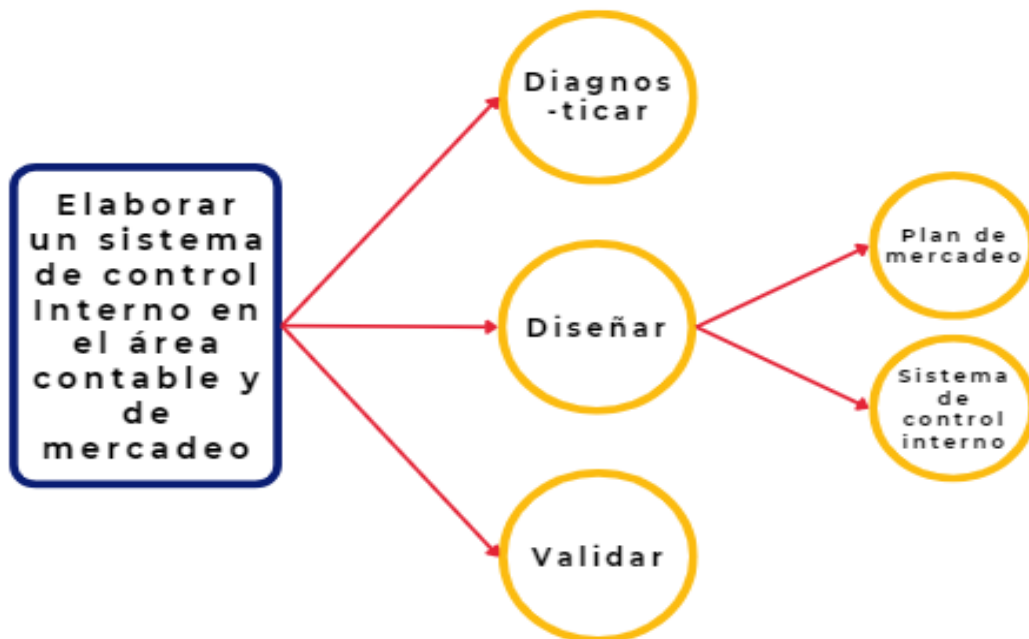 Elaborar
un sistema
de control
Interno en
el área
contable y
de
mercadeo
Diagnos
-ticar
Diseñar
Validar
Plan de
mercadeo
Sistema
de
control
interno